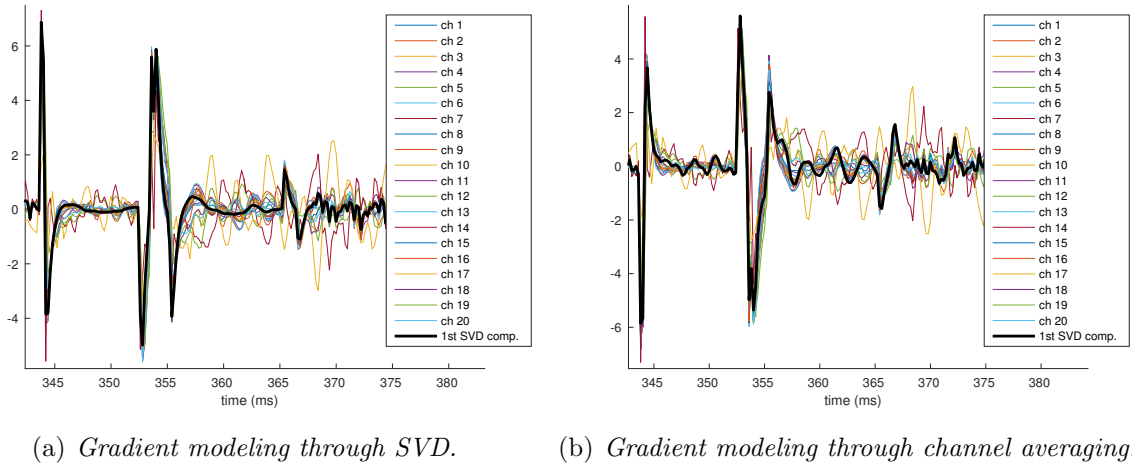 6
4
2
0
-2
-4
345 350 355 360 365 370 375 380
time (ms)
ch 1
ch 2
ch 3
ch 4
ch 5
ch 6
ch 7
ch 8
ch 9
ch 10
ch 11
ch 12
ch 13
ch 14
ch 15
ch 16
ch 17
ch 18
ch 19
ch 20
1st SVD comp.
(a) Gradient modeling through SVD.
4
2
0
-2
-4
-6
345 350 355 360 365 370 375 380
time (ms)
ch 1
ch 2
ch 3
ch 4
ch 5
ch 6
ch 7
ch 8
ch 9
ch 10
ch 11
ch 12
ch 13
ch 14
ch 15
ch 16
ch 17
ch 18
ch 19
ch 20
1st SVD comp.
(b) Gradient modeling through channel averaging.